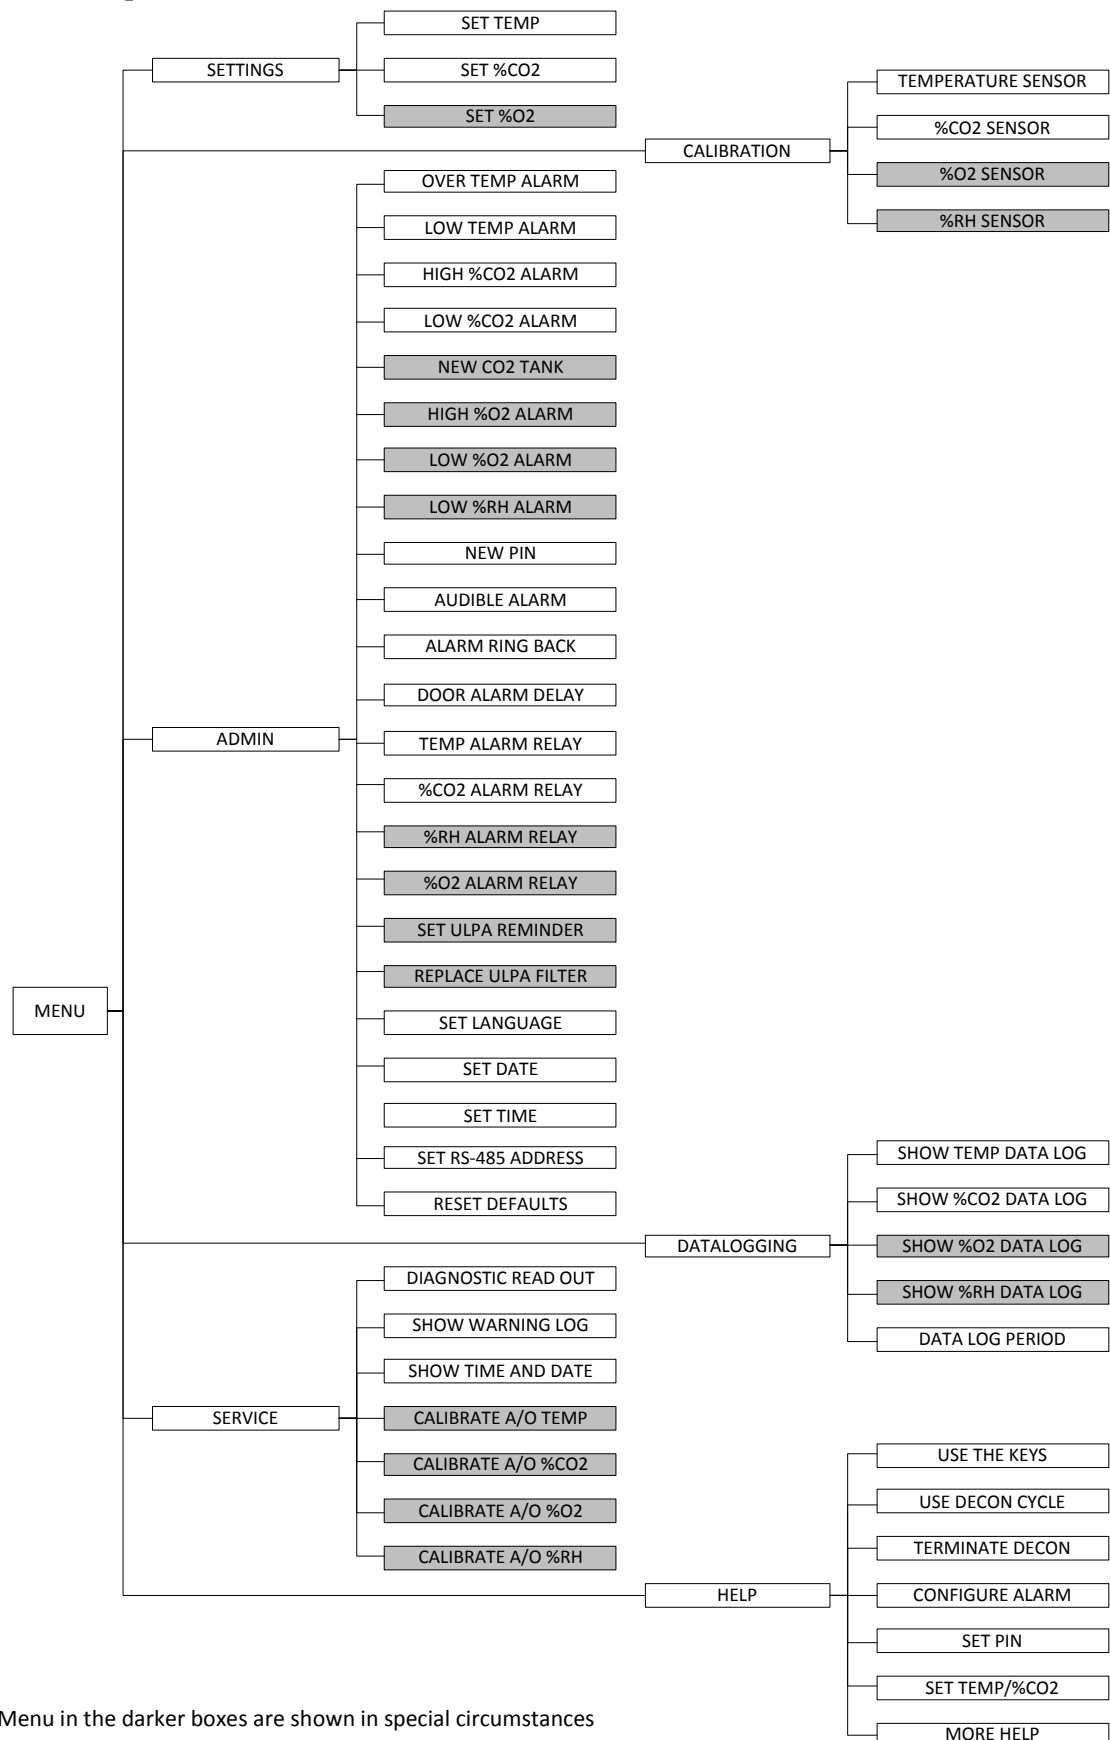 SET TEMP
SETTINGS
SET %CO2
SET %O2
CALIBRATION
TEMPERATURE SENSOR
%CO2 SENSOR
%O2 SENSOR
%RH SENSOR
OVER TEMP ALARM
LOW TEMP ALARM
HIGH %CO2 ALARM
LOW %CO2 ALARM
NEW CO2 TANK
HIGH %O2 ALARM
LOW %O2 ALARM
LOW %RH ALARM
NEW PIN
AUDIBLE ALARM
ALARM RING BACK
DOOR ALARM DELAY
ADMIN
TEMP ALARM RELAY
%CO2 ALARM RELAY
%RH ALARM RELAY
%O2 ALARM RELAY
SET ULPA REMINDER
REPLACE ULPA FILTER
MENU
SET LANGUAGE
SET DATE
SET TIME
SET RS-485 ADDRESS
RESET DEFAULTS
DATALOGGING
SHOW TEMP DATA LOG
SHOW %CO2 DATA LOG
SHOW %O2 DATA LOG
SHOW %RH DATA LOG
DATA LOG PERIOD
DIAGNOSTIC READ OUT
SHOW WARNING LOG
SHOW TIME AND DATE
SERVICE
CALIBRATE A/O TEMP
CALIBRATE A/O %CO2
CALIBRATE A/O %O2
CALIBRATE A/O %RH
HELP
USE THE KEYS
USE DECON CYCLE
TERMINATE DECON
CONFIGURE ALARM
SET PIN
SET TEMP/%CO2
MORE HELP
Menu in the darker boxes are shown in special circumstances